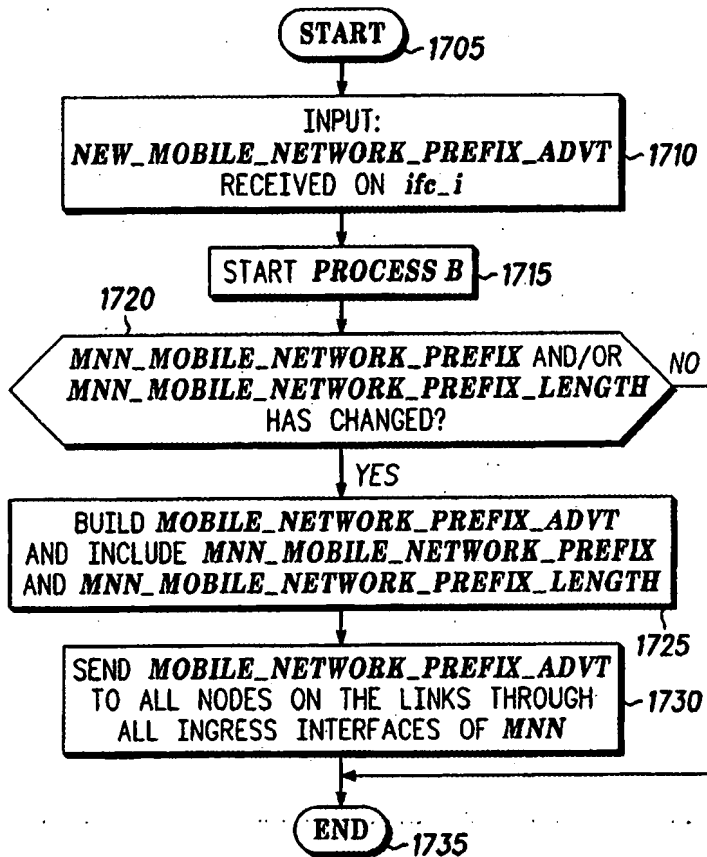 START
1705
INPUT:
NEW_MOBILE_NETWORK_PREFIX_ADVT
RECEIVED ON ifc_i
1710
START PROCESS B
1715
1720
MNN_MOBILE_NETWORK_PREFIX AND/OR
MNN_MOBILE_NETWORK_PREFIX_LENGTH
HAS CHANGED?
NO
YES
BUILD MOBILE_NETWORK_PREFIX_ADVT
AND INCLUDE MNN_MOBILE_NETWORK_PREFIX
AND MNN_MOBILE_NETWORK_PREFIX_LENGTH
1725
SEND MOBILE_NETWORK_PREFIX_ADVT
TO ALL NODES ON THE LINKS THROUGH
ALL INGRESS INTERFACES OF MNN
1730
END
1735